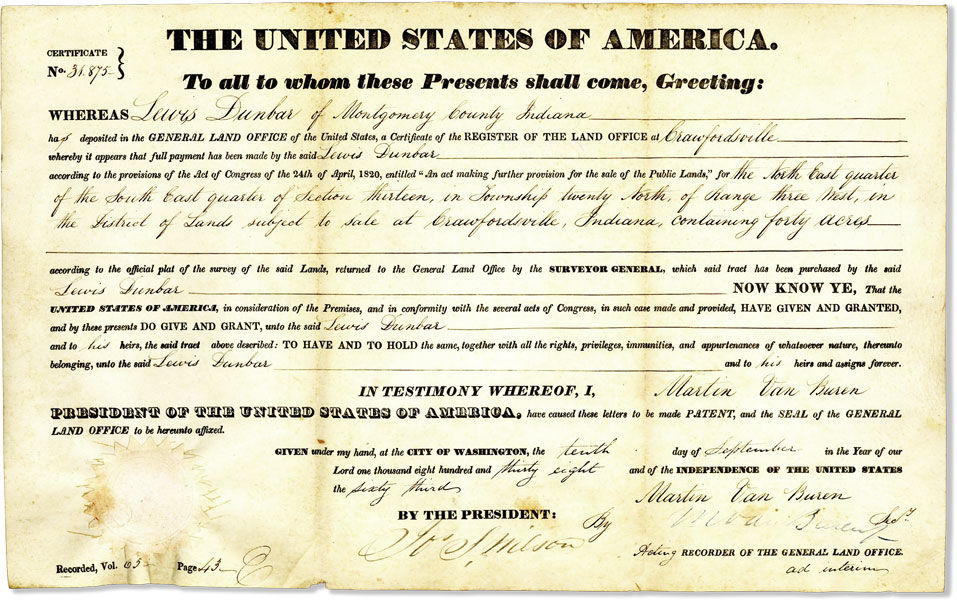 THE UNITED STATES OF AMERICA.
CERTIFICATE
No. 31.875
To all to whom these Presents shall come, Greeting:
WHEREAS Lewis Dunbar of Montgomery County Indiana
has deposited in the GENERAL LAND OFFICE of the United States, a Certificate of the REGISTER OF THE LAND OFFICE at Crawfordsville
whereby it appears that full payment has been made by the said Lewis Dunbar
according to the provisions of the Act of Congress of the 24th of April, 1820, entitled “An act making further provision for the sale of the Public Lands,” for the North East quarter
of the South East quarter of Section thirteen, in Township twenty North, of Range three West, in
the District of Lands subject to sale at Crawfordsville, Indiana, containing forty acres
according to the official plat of the survey of the said Lands, returned to the General Land Office by the SURVEYOR GENERAL, which said tract has been purchased by the said
Lewis Dunbar NOW KNOW YE, That the
UNITED STATES OF AMERICA, in consideration of the Premises, and in conformity with the several acts of Congress, in such case made and provided, HAVE GIVEN AND GRANTED,
and by these presents DO GIVE AND GRANT, unto the said Lewis Dunbar
and to his heirs, the said tract above described: TO HAVE AND TO HOLD the same, together with all the rights, privileges, immunities, and appurtenances of whatsoever nature, thereunto
belonging, unto the said Lewis Dunbar and to his heirs and assigns forever.
IN TESTIMONY WHEREOF, I, Martin Van Buren
PRESIDENT OF THE UNITED STATES OF AMERICA, have caused these letters to be made PATENT, and the SEAL of the GENERAL
LAND OFFICE to be hereunto affixed.
GIVEN under my hand, at the CITY OF WASHINGTON, the tenth day of September in the Year of our
Lord one thousand eight hundred and thirty eight and of the INDEPENDENCE OF THE UNITED STATES
the sixty third
Martin Van Buren
BY THE PRESIDENT: By Secy.
Jos. S. Wilson
Acting RECORDER OF THE GENERAL LAND OFFICE.
ad interim
Recorded, Vol. 65 Page 43